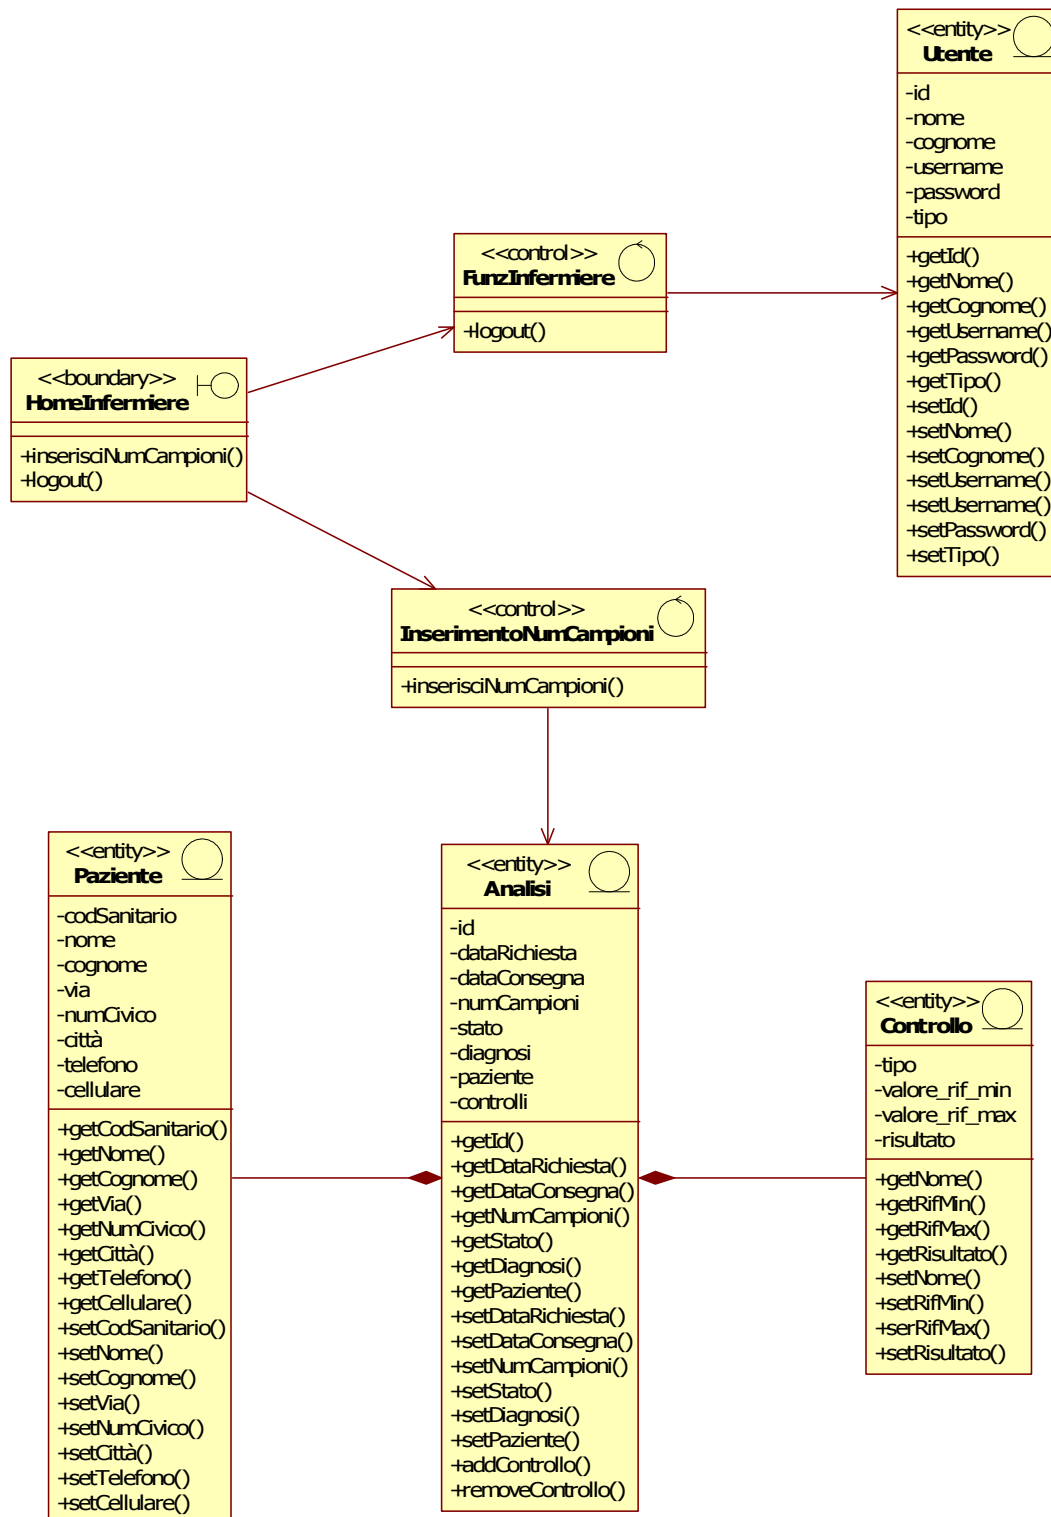 <<entity>>
Utente
-id
-nome
-cognome
-username
-password
-tipo
+getId()
+getNome()
+getCognome()
+getUsername()
+getPassword()
+getTipo()
+setId()
+setNome()
+setCognome()
+setUsername()
+setUsername()
+setPassword()
+setTipo()
<<control>>
FunzInfermiere
+logout()
<<boundary>>
HomeInfermiere
+inserisciNumCampioni()
+logout()
<<control>>
InserimentoNumCampioni
+inserisciNumCampioni()
<<entity>>
Paziente
-codSanitario
-nome
-cognome
-via
-numCivico
-città
-telefono
-cellulare
+getCodSanitario()
+getNome()
+getCognome()
+getVia()
+getNumCivico()
+getCittà()
+getTelefono()
+getCellulare()
+setCodSanitario()
+setNome()
+setCognome()
+setVia()
+setNumCivico()
+setCittà()
+setTelefono()
+setCellulare()
<<entity>>
Analisi
-id
-dataRichiesta
-dataConsegna
-numCampioni
-stato
-diagnosi
-paziente
-controlli
+getId()
+getDataRichiesta()
+getDataConsegna()
+getNumCampioni()
+getStato()
+getDiagnosi()
+getPaziente()
+setDataRichiesta()
+setDataConsegna()
+setNumCampioni()
+setStato()
+setDiagnosi()
+setPaziente()
+addControllo()
+removeControllo()
<<entity>>
Controllo
-tipo
-valore_rif_min
-valore_rif_max
-risultato
+getNome()
+getRifMin()
+getRifMax()
+getRisultato()
+setNome()
+setRifMin()
+serRifMax()
+setRisultato()